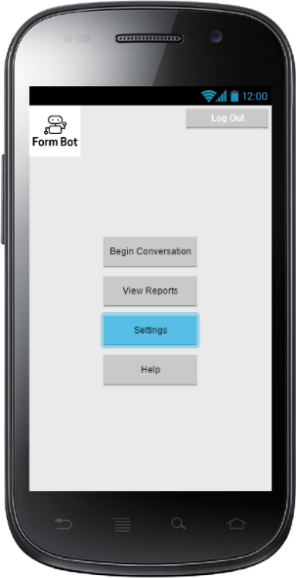 12:00
Form Bot
Log Out
Begin Conversation
View Reports
Settings
Help